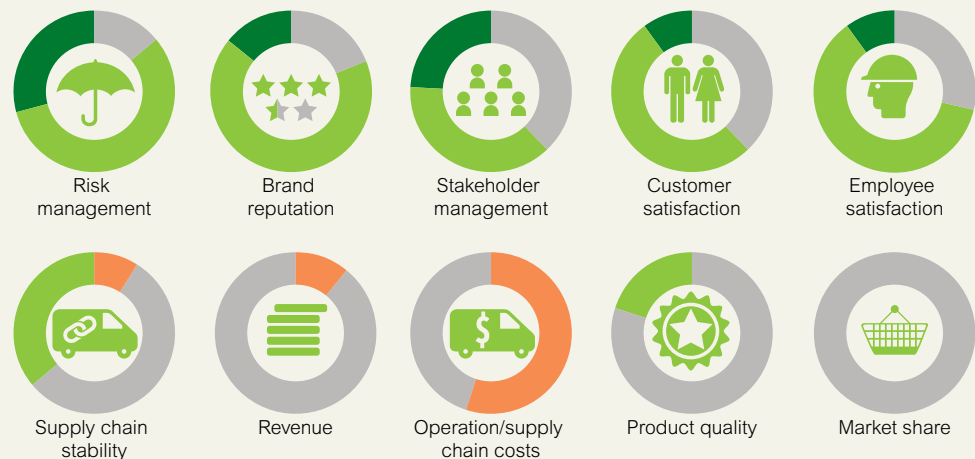 Risk
management
Brand
reputation
Stakeholder
management
Customer
satisfaction
Employee
satisfaction
$
Supply chain
stability
Revenue
Operation/supply
chain costs
Product quality
Market share